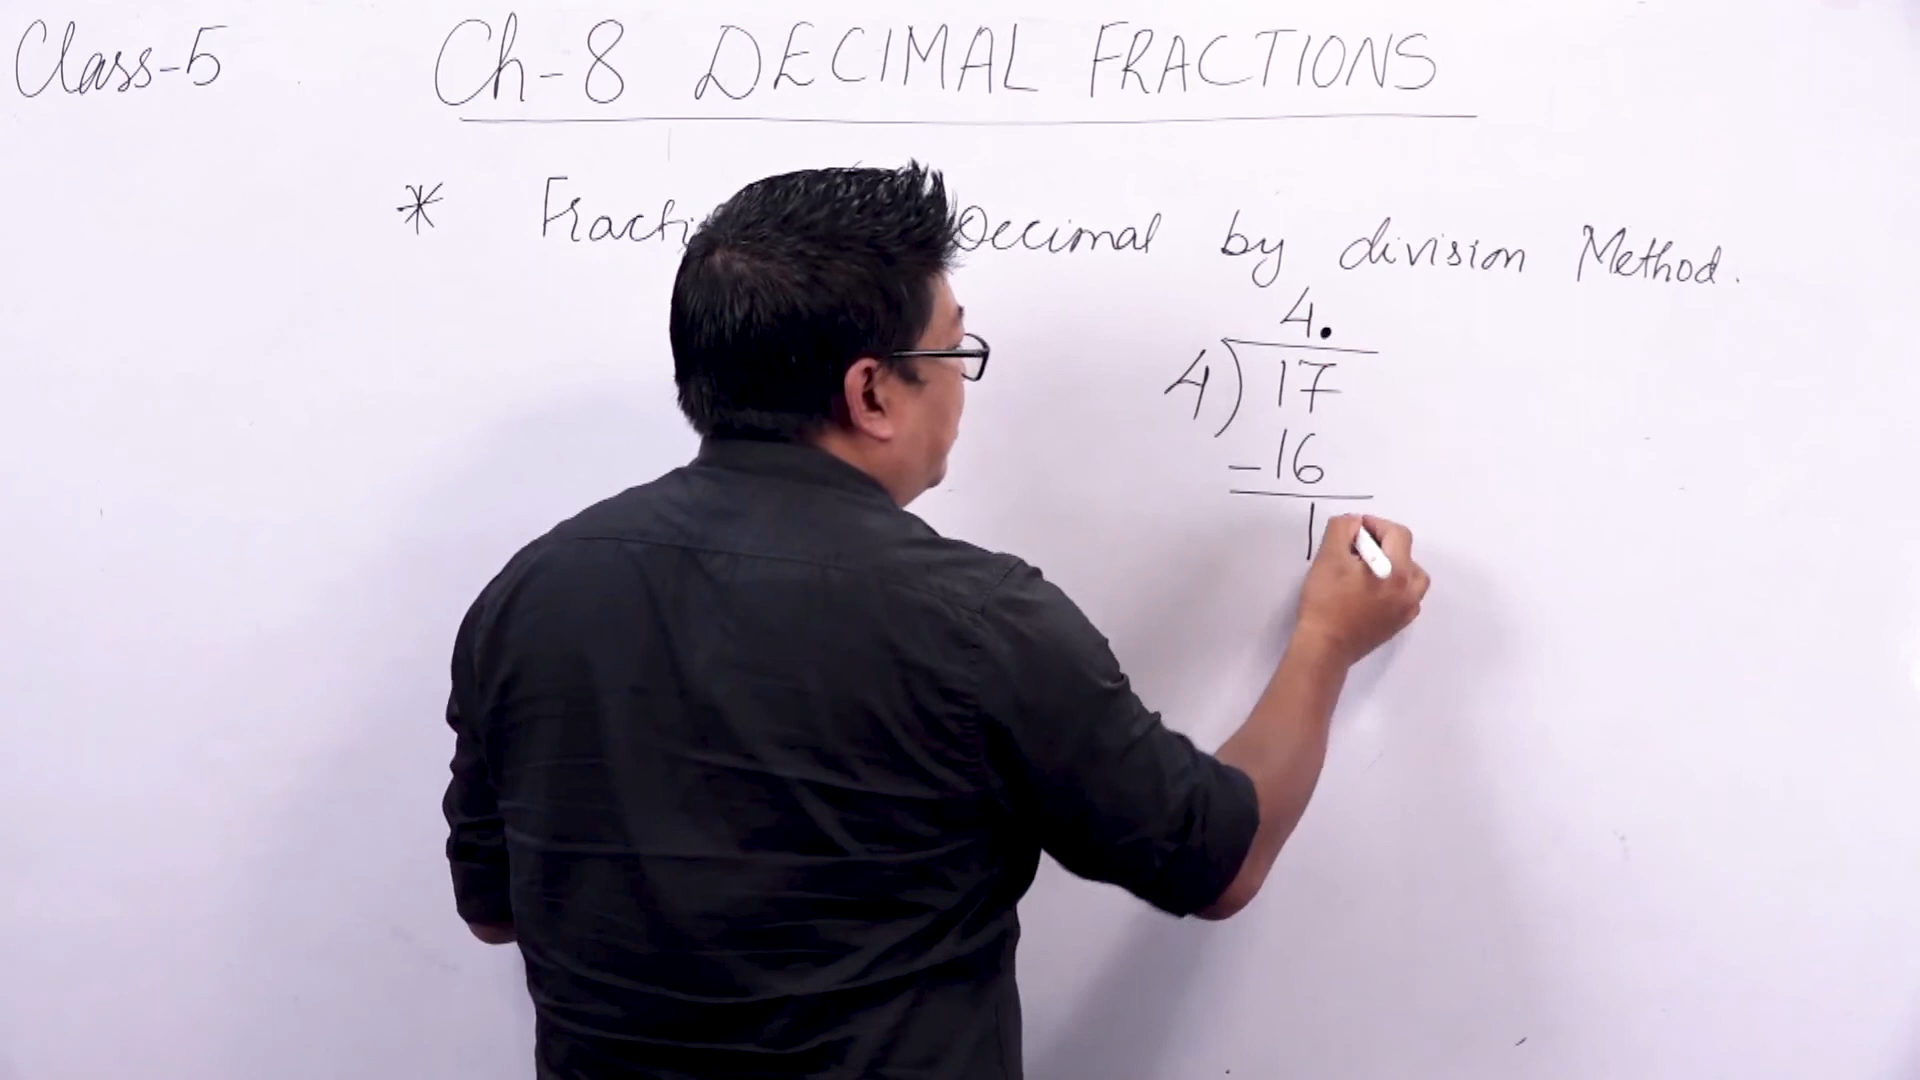 Class-5
Ch-8 DECIMAL FRACTIONS
* Fracti Decimal by division Method.
4.
4)17
-16
1